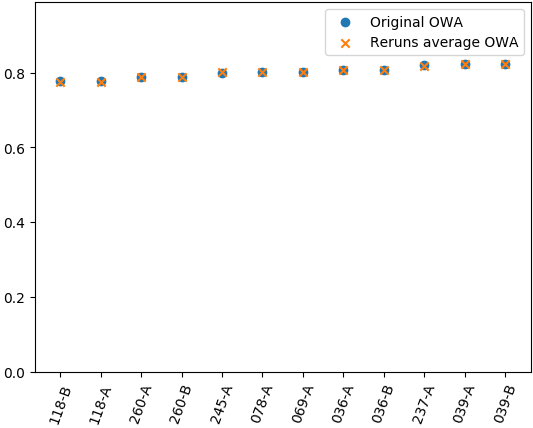 Original OWA
Reruns average OWA
0.8
0.6
0.4
0.2
0.0
118-B
118-A
260-A
260-B
245-A
078-A
069-A
036-A
036-B
237-A
039-A
039-B